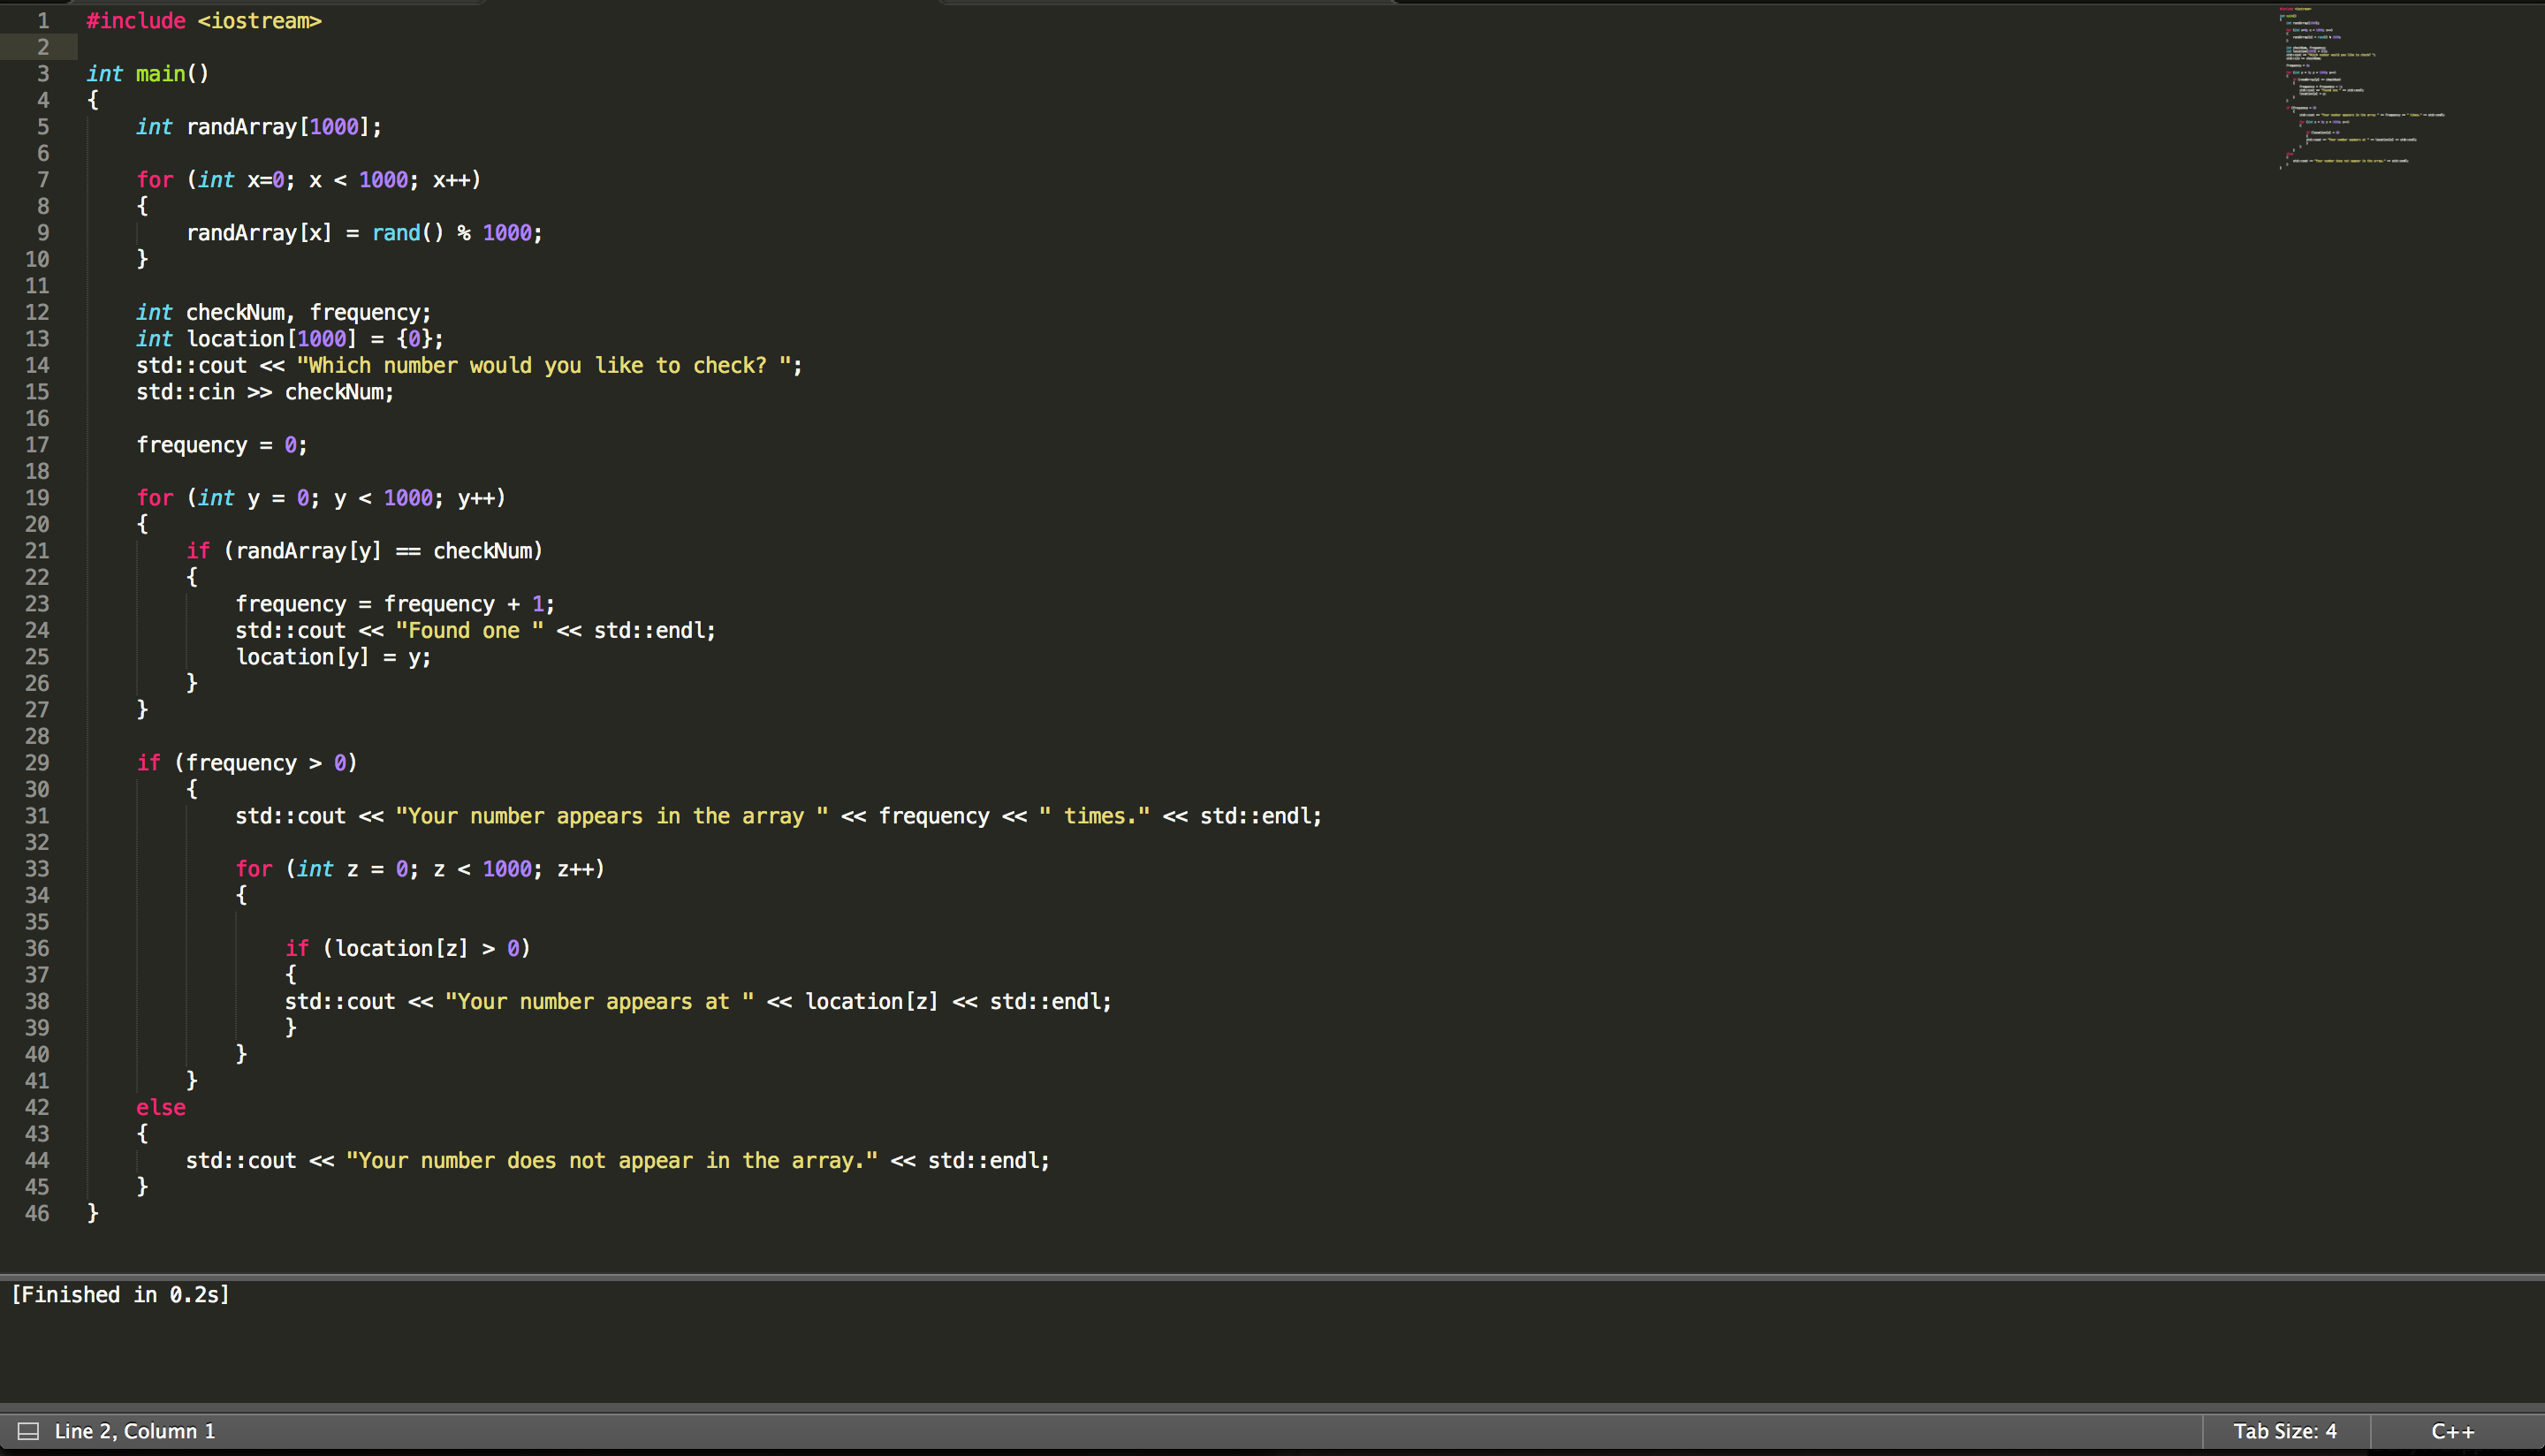 1 #include <iostream>
2
3 int main()
4 {
5     int randArray[1000];
6
7     for (int x=0; x < 1000; x++)
8     {
9         randArray[x] = rand() % 1000;
10     }
11
12     int checkNum, frequency;
13     int location[1000] = {0};
14     std::cout << "Which number would you like to check? ";
15     std::cin >> checkNum;
16
17     frequency = 0;
18
19     for (int y = 0; y < 1000; y++)
20     {
21         if (randArray[y] == checkNum)
22         {
23             frequency = frequency + 1;
24             std::cout << "Found one " << std::endl;
25             location[y] = y;
26         }
27     }
28
29     if (frequency > 0)
30         {
31             std::cout << "Your number appears in the array " << frequency << " times." << std::endl;
32
33             for (int z = 0; z < 1000; z++)
34             {
35
36                 if (location[z] > 0)
37                 {
38                 std::cout << "Your number appears at " << location[z] << std::endl;
39                 }
40             }
41         }
42     else
43     {
44         std::cout << "Your number does not appear in the array." << std::endl;
45     }
46 }
[Finished in 0.2s]
Line 2, Column 1
Tab Size: 4
C++